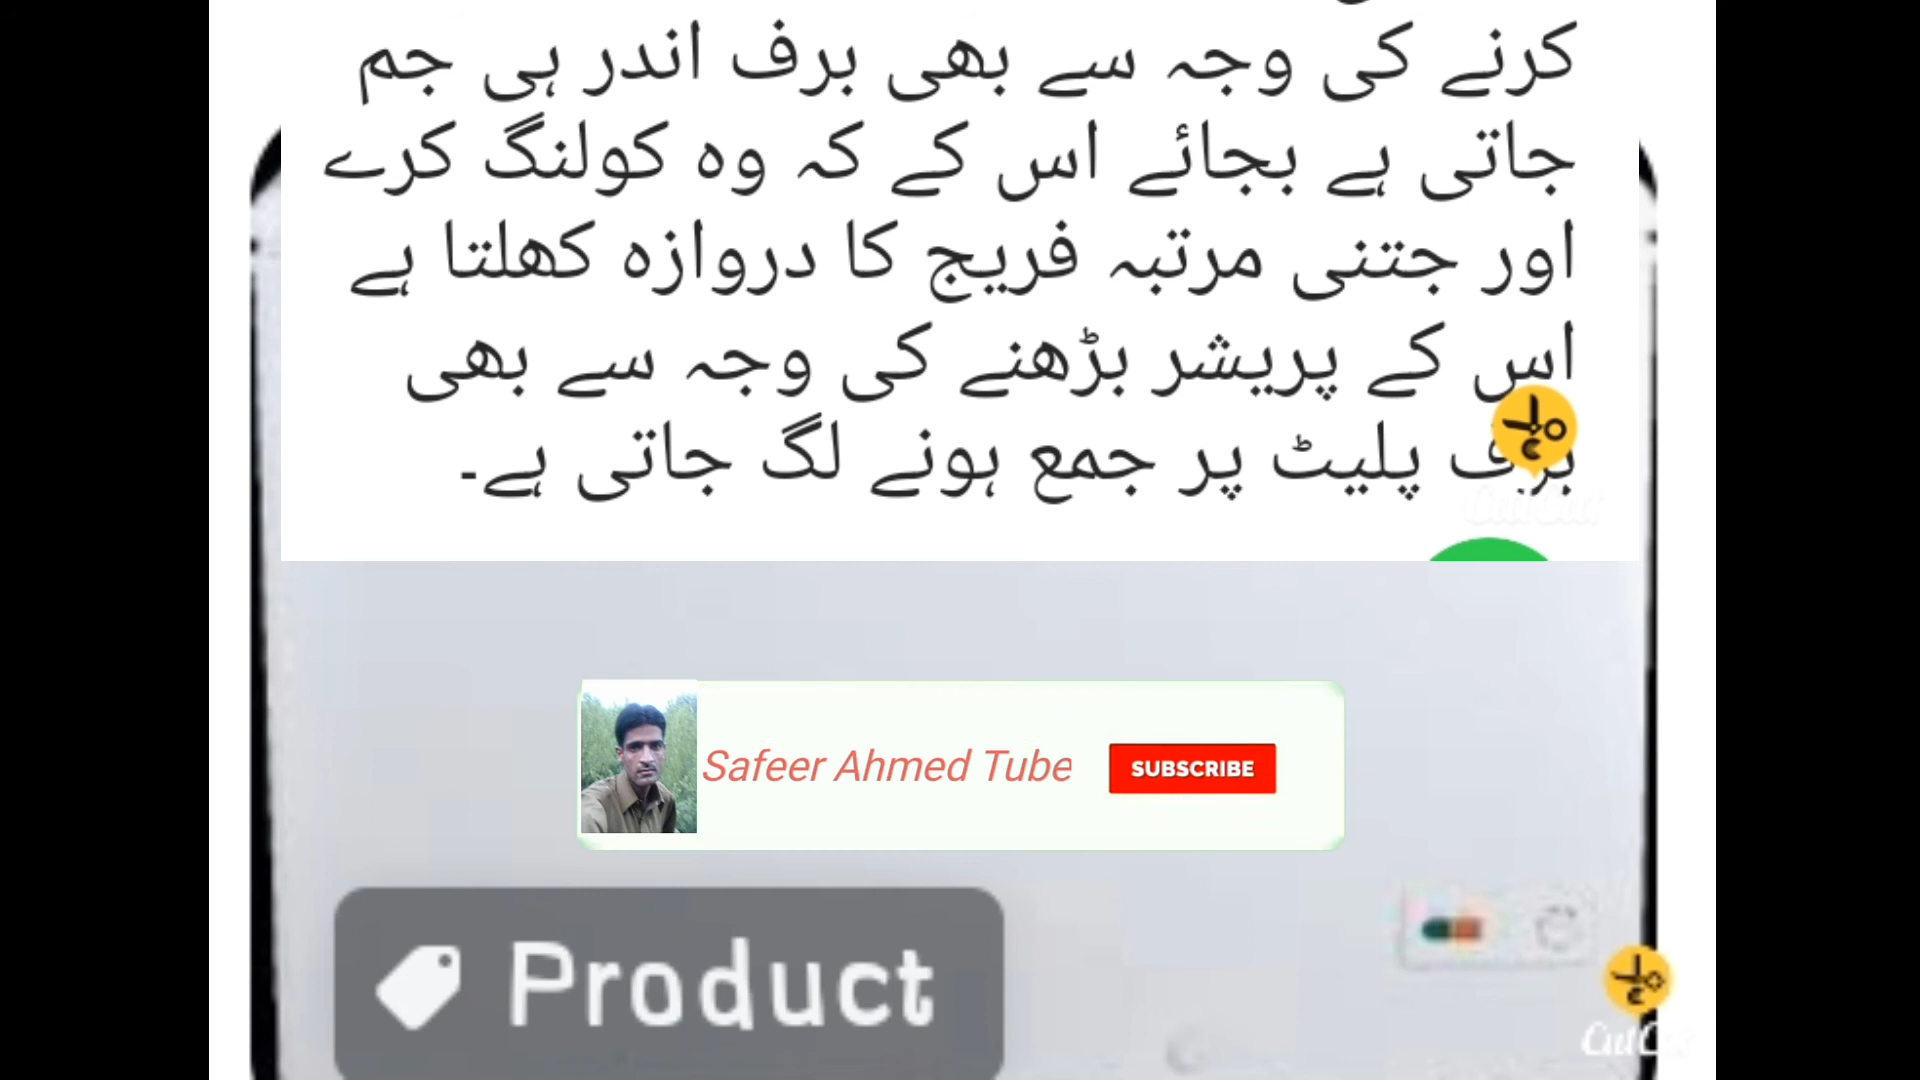 کرنے کی وجہ سے بھی برف اندر ہی جم
جاتی ہے بجائے اس کے کہ وہ کولنگ کرے
اور جتنی مرتبہ فریج کا دروازہ کھلتا ہے
اس کے پریشر بڑھنے کی وجہ سے بھی
برف پلیٹ پر جمع ہونے لگ جاتی ہے۔
CutCut
Safeer Ahmed Tube
SUBSCRIBE
Product